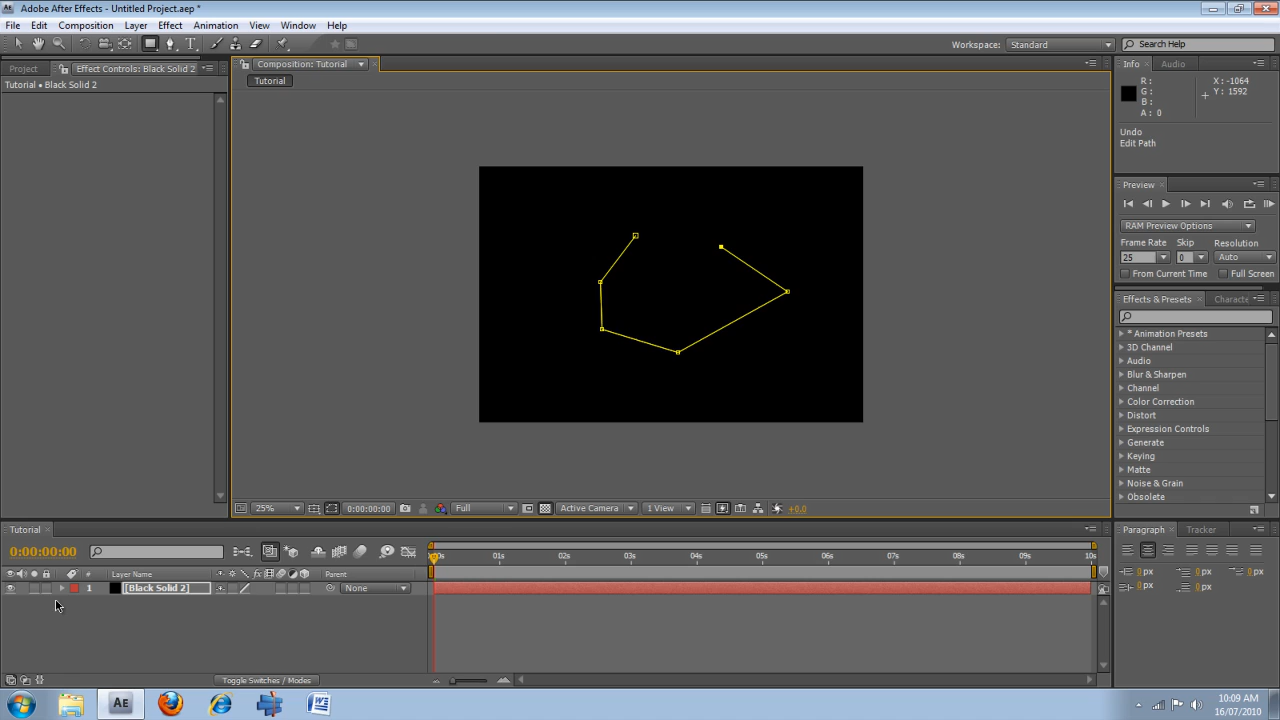 Adobe After Effects - Untitled Project.aep *
File Edit Composition Layer Effect Animation View Window Help
Workspace: Standard Search Help
Project Effect Controls: Black Solid 2
Tutorial • Black Solid 2
Composition: Tutorial
Tutorial
Info Audio
R :
G :
B :
A : 0
X : -1064
Y : 1592
Undo
Edit Path
Preview
RAM Preview Options
Frame Rate Skip Resolution
25 0 Auto
From Current Time Full Screen
Effects & Presets Characte
* Animation Presets
3D Channel
Audio
Blur & Sharpen
Channel
Color Correction
Distort
Expression Controls
Generate
Keying
Matte
Noise & Grain
Obsolete
25% 0:00:00:00 Full Active Camera 1 View +0.0
Tutorial
0:00:00:00
01s 02s 03s 04s 05s 06s 07s 08s 09s 10s
# Layer Name fx Parent
1 [Black Solid 2] None
Toggle Switches / Modes
Paragraph Tracker
0 px 0 px 0 px
0 px 0 px
AE
10:09 AM
16/07/2010